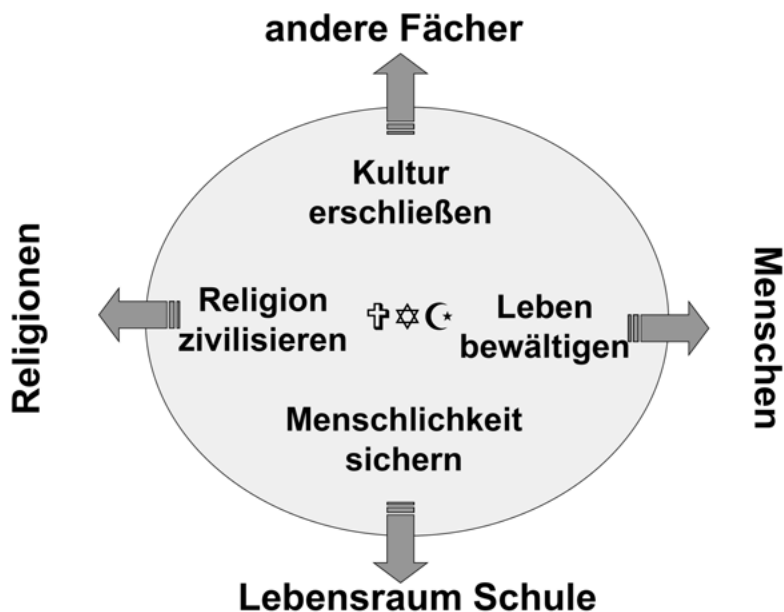 andere Fächer
Kultur
erschließen
Religionen
Religion
zivilisieren
✝✡☪
Leben
bewältigen
Menschen
Menschlichkeit
sichern
Lebensraum Schule